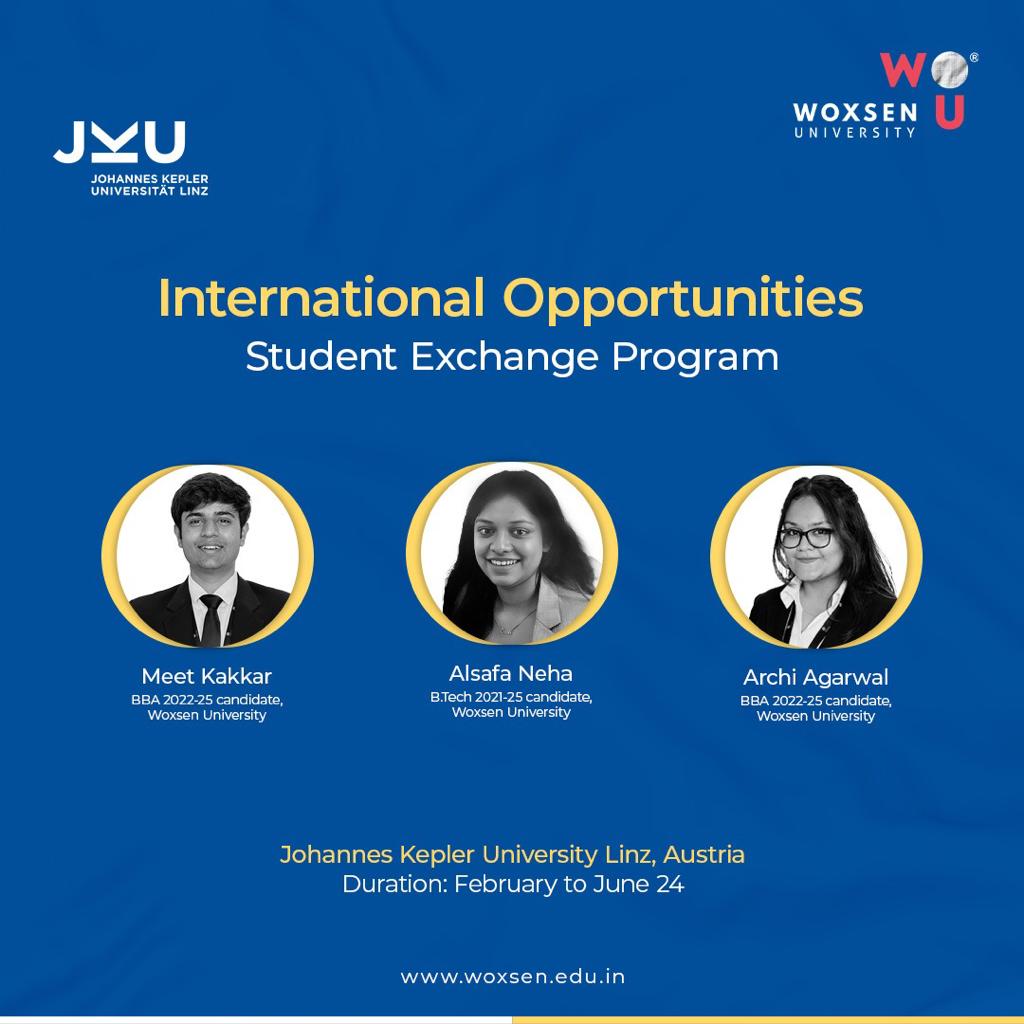 JKU
JOHANNES KEPLER
UNIVERSITÄT LINZ
WOU®
WOXSEN
UNIVERSITY
International Opportunities
Student Exchange Program
Meet Kakkar
BBA 2022-25 candidate,
Woxsen University
Alsafa Neha
B.Tech 2021-25 candidate,
Woxsen University
Archi Agarwal
BBA 2022-25 candidate,
Woxsen University
Johannes Kepler University Linz, Austria
Duration: February to June 24
www.woxsen.edu.in